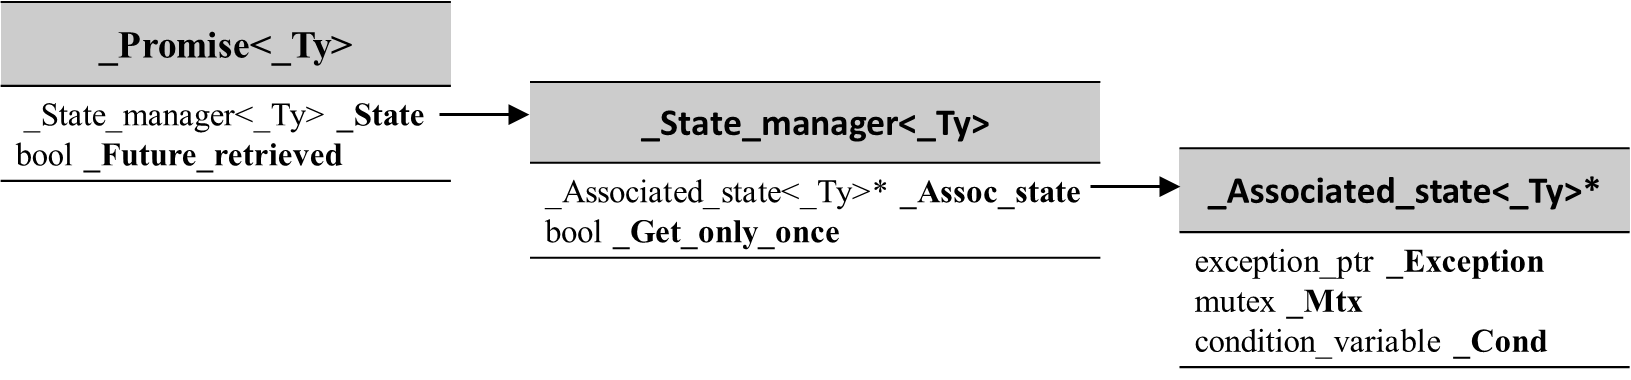 _Promise<_Ty>
_State_manager<_Ty> _State
bool _Future_retrieved
_State_manager<_Ty>
_Associated_state<_Ty>* _Assoc_state
bool _Get_only_once
_Associated_state<_Ty>*
exception_ptr _Exception
mutex _Mtx
condition_variable _Cond